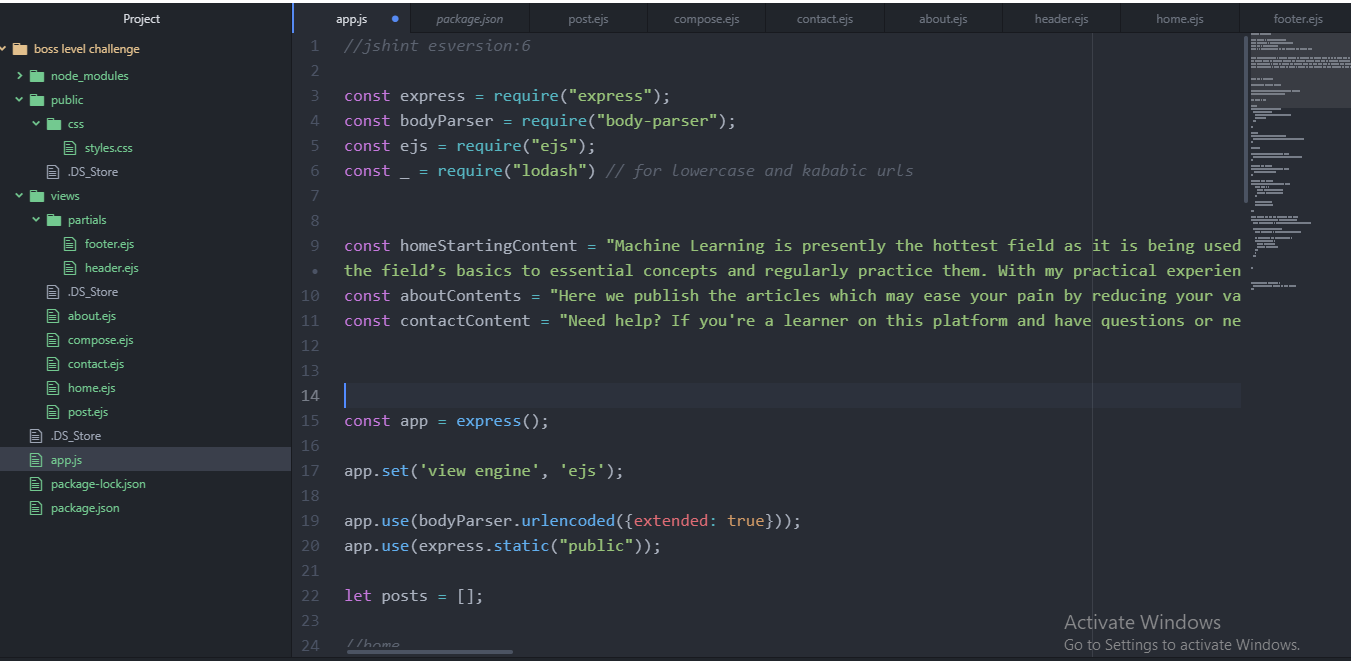 Project
app.js
package.json
post.ejs
compose.ejs
contact.ejs
about.ejs
header.ejs
home.ejs
footer.ejs
boss level challenge
node_modules
public
css
styles.css
.DS_Store
views
partials
footer.ejs
header.ejs
.DS_Store
about.ejs
compose.ejs
contact.ejs
home.ejs
post.ejs
.DS_Store
app.js
package-lock.json
package.json
1 //jshint esversion:6
2
3 const express = require("express");
4 const bodyParser = require("body-parser");
5 const ejs = require("ejs");
6 const _ = require("lodash") // for lowercase and kababic urls
7
8
9 const homeStartingContent = "Machine Learning is presently the hottest field as it is being used
• the field’s basics to essential concepts and regularly practice them. With my practical experien
10 const aboutContents = "Here we publish the articles which may ease your pain by reducing your va
11 const contactContent = "Need help? If you're a learner on this platform and have questions or ne
12
13
14
15 const app = express();
16
17 app.set('view engine', 'ejs');
18
19 app.use(bodyParser.urlencoded({extended: true}));
20 app.use(express.static("public"));
21
22 let posts = [];
23
24 //home
Activate Windows
Go to Settings to activate Windows.